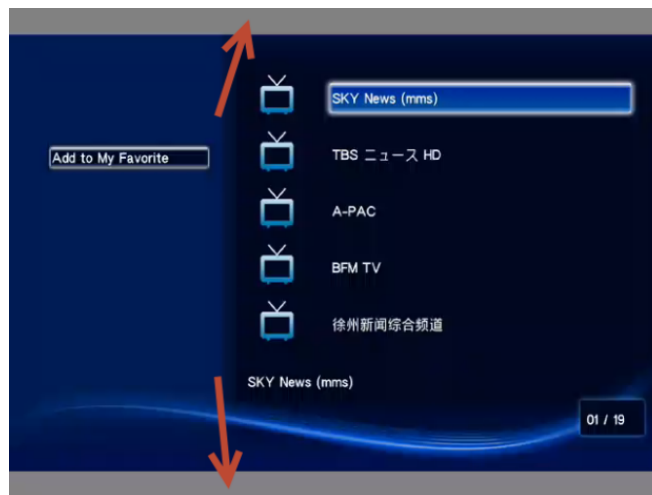 SKY News (mms)
Add to My Favorite
TBS ニュース HD
A-PAC
BFM TV
徐州新闻综合频道
SKY News (mms)
01 / 19